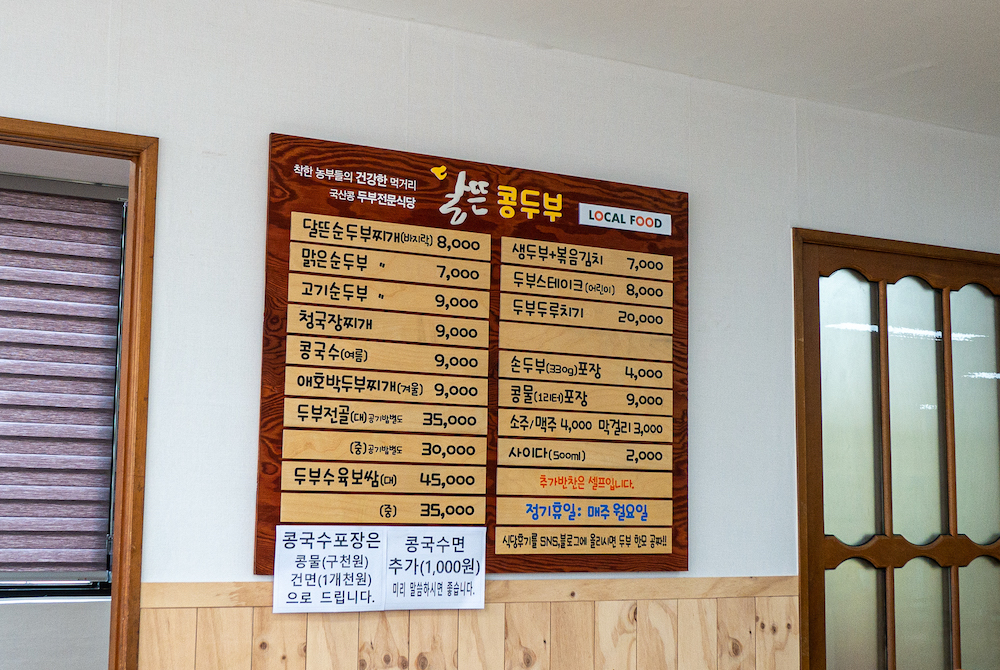 착한 농부들의 건강한 먹거리
국산콩 두부전문식당
달뜬 콩두부
LOCAL FOOD
달뜬순두부찌개(바지락) 8,000
맑은순두부 〃 7,000
고기순두부 〃 9,000
청국장찌개 9,000
콩국수(여름) 9,000
애호박두부찌개(겨울) 9,000
두부전골(대)공기밥별도 35,000
(중)공기밥별도 30,000
두부수육보쌈(대) 45,000
(중) 35,000
생두부+볶음김치 7,000
두부스테이크(어린이) 8,000
두부두루치기 20,000
손두부(330g)포장 4,000
콩물(1리터)포장 9,000
소주/맥주 4,000 막걸리 3,000
사이다(500ml) 2,000
추가반찬은 셀프입니다.
정기휴일: 매주 월요일
식당후기를 SNS,블로그에 올리시면 두부 한모 공짜!!
콩국수포장은
콩물(구천원)
건면(1개천원)
으로 드립니다.
콩국수면
추가(1,000원)
미리 말씀하시면 좋습니다.